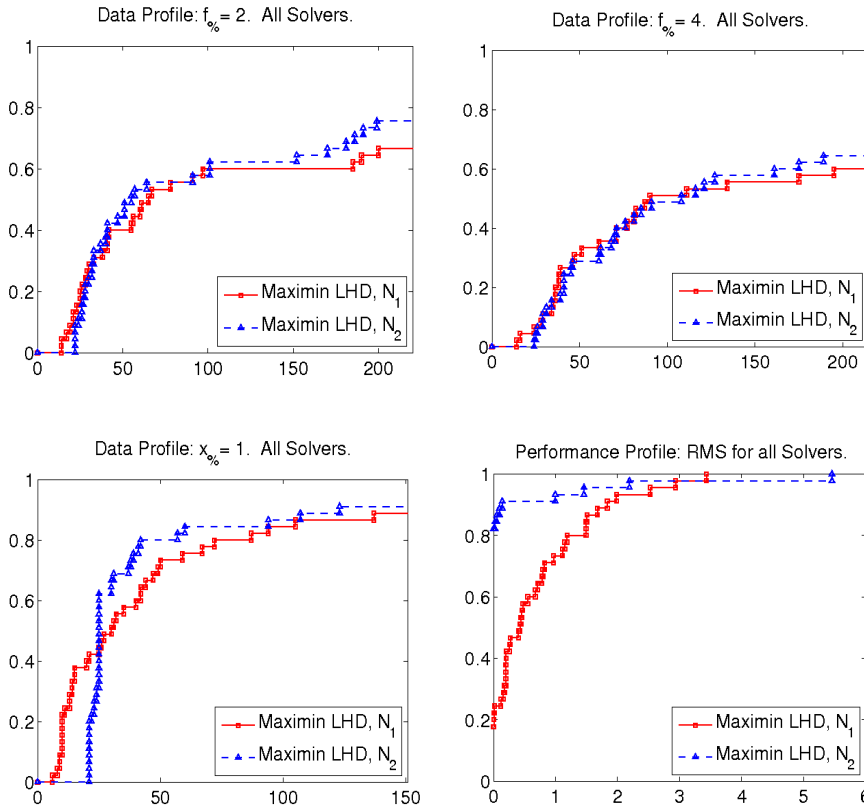 Data Profile: f% = 2. All Solvers.
1
0.8
0.6
0.4
0.2
0
0 50 100 150 200
Maximin LHD, N1
Maximin LHD, N2
Data Profile: f% = 4. All Solvers.
1
0.8
0.6
0.4
0.2
0
0 50 100 150 200
Maximin LHD, N1
Maximin LHD, N2
Data Profile: x% = 1. All Solvers.
1
0.8
0.6
0.4
0.2
0
0 50 100 150
Maximin LHD, N1
Maximin LHD, N2
Performance Profile: RMS for all Solvers.
1
0.8
0.6
0.4
0.2
0
0 1 2 3 4 5 6
Maximin LHD, N1
Maximin LHD, N2